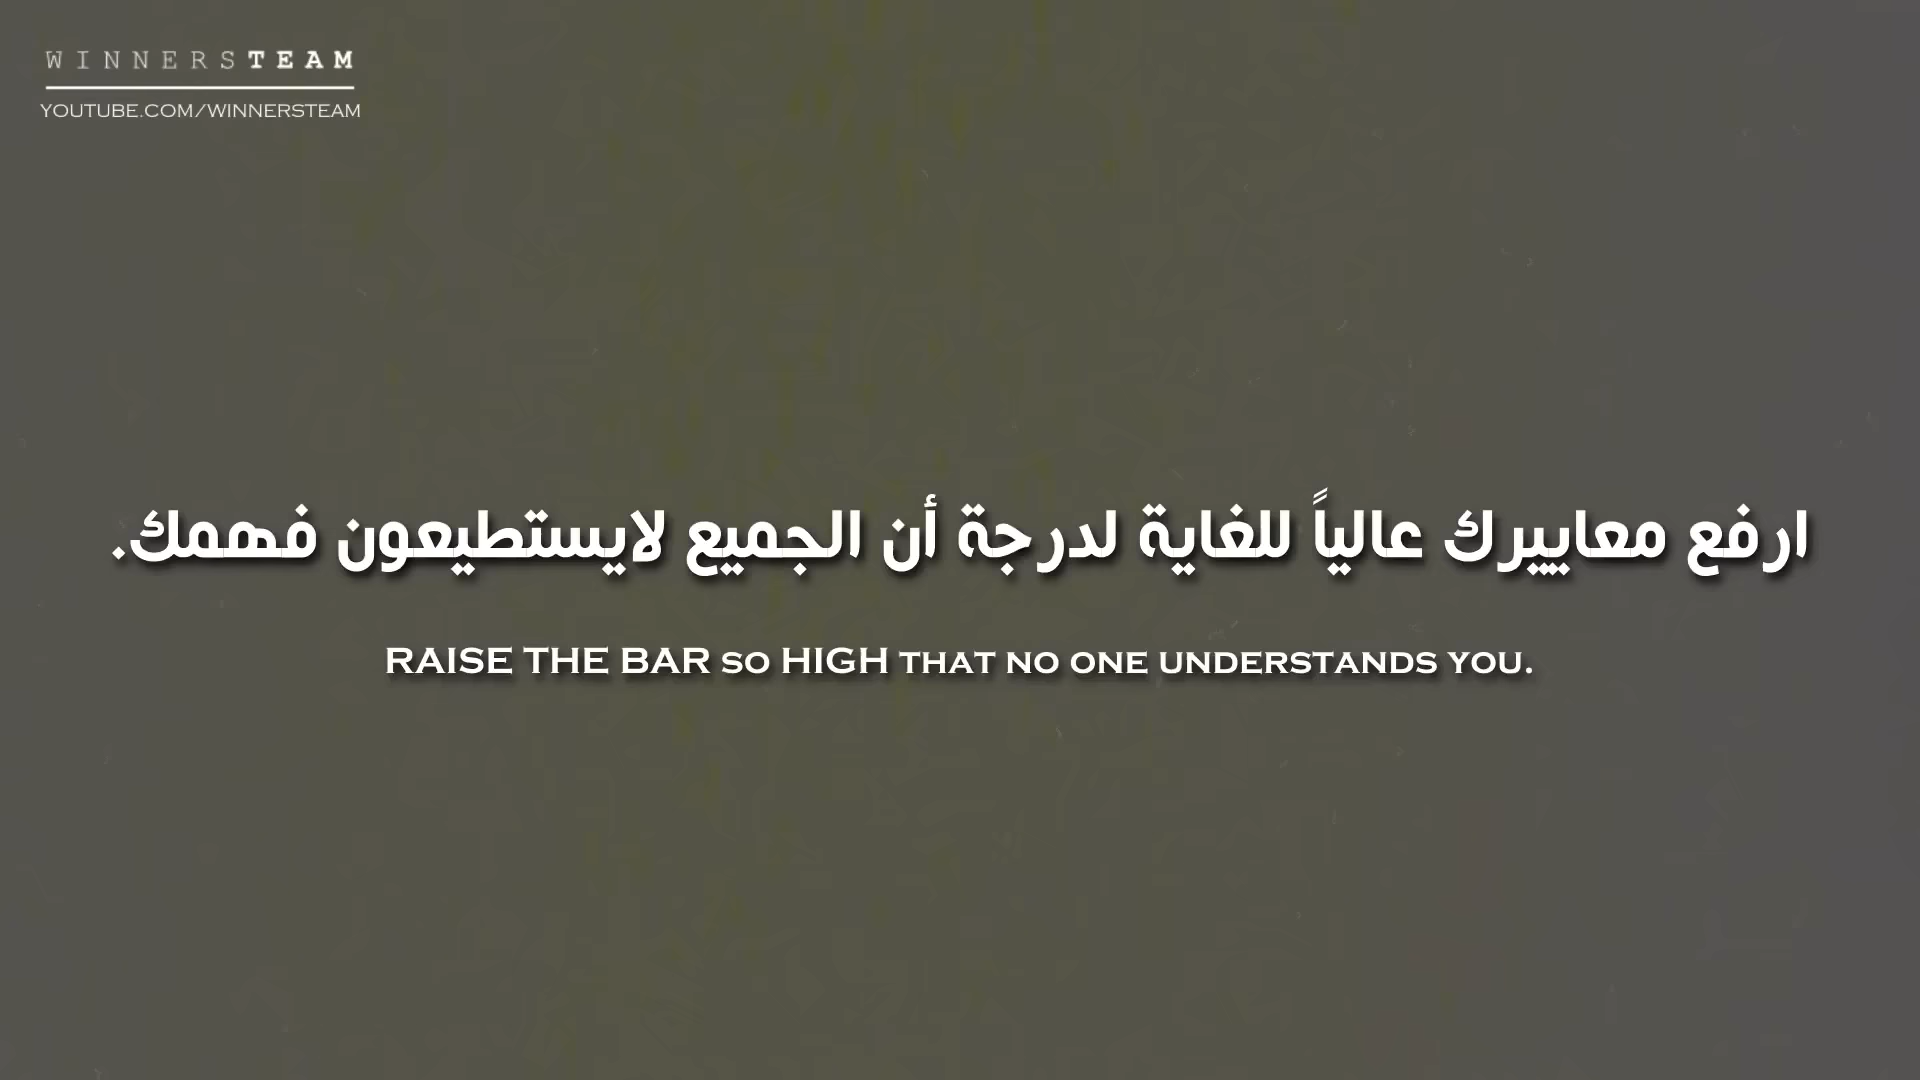 WINNERSTEAM
YOUTUBE.COM/WINNERSTEAM
ارفع معاييرك عالياً للغاية لدرجة أن الجميع لايستطيعون فهمك.
RAISE THE BAR SO HIGH THAT NO ONE UNDERSTANDS YOU.